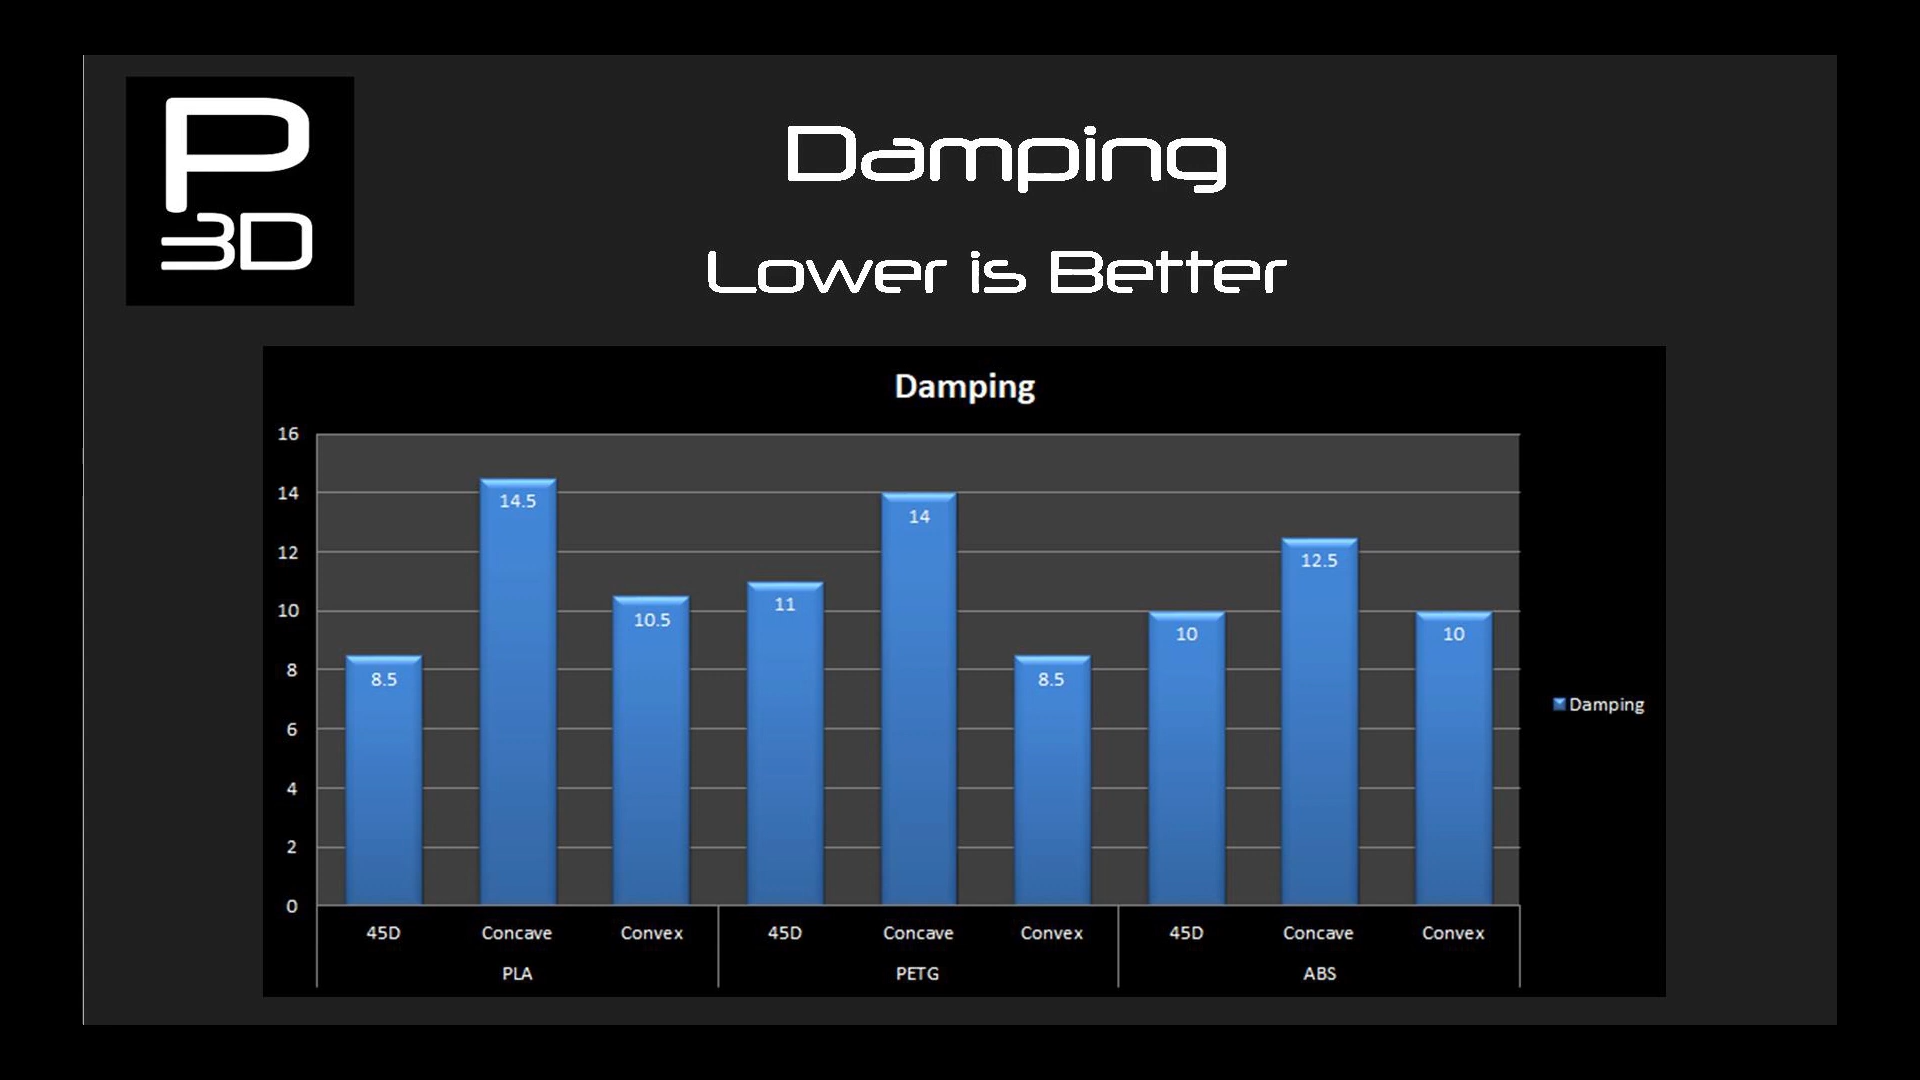 P
3D
Damping
Lower is Better
Damping
16
14
12
10
8
6
4
2
0
8.5
14.5
10.5
11
14
8.5
10
12.5
10
45D Concave Convex 45D Concave Convex 45D Concave Convex
PLA PETG ABS
Damping